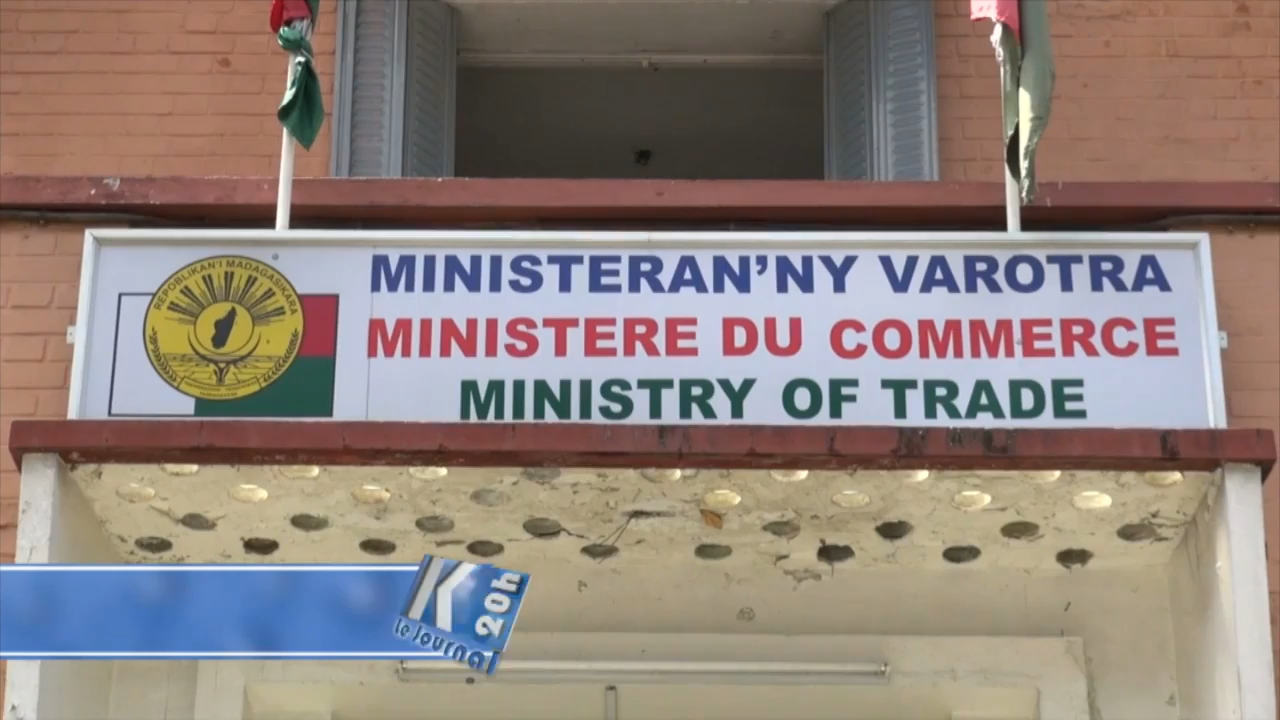 REPOBLIKAN'I MADAGASIKARA
MINISTERAN'NY VAROTRA
MINISTERE DU COMMERCE
MINISTRY OF TRADE
K
20h
Le Journal